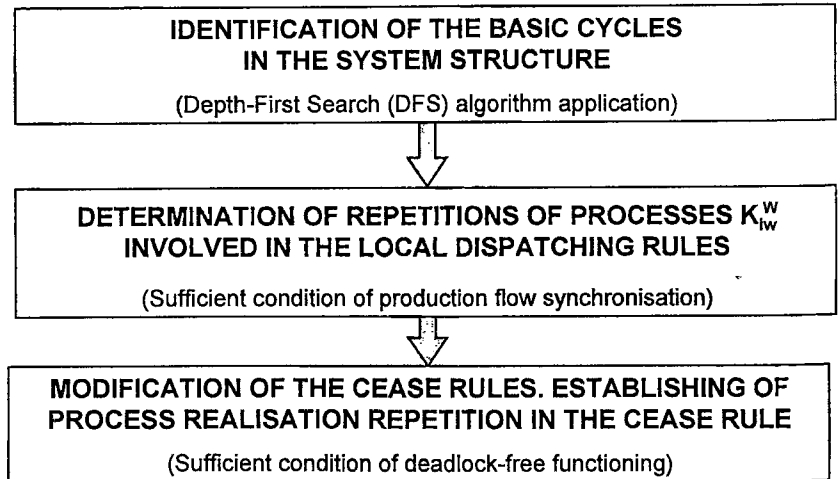 IDENTIFICATION OF THE BASIC CYCLES
IN THE SYSTEM STRUCTURE
(Depth-First Search (DFS) algorithm application)
DETERMINATION OF REPETITIONS OF PROCESSES K_{lw}^{W}
INVOLVED IN THE LOCAL DISPATCHING RULES
(Sufficient condition of production flow synchronisation)
MODIFICATION OF THE CEASE RULES. ESTABLISHING OF
PROCESS REALISATION REPETITION IN THE CEASE RULE
(Sufficient condition of deadlock-free functioning)